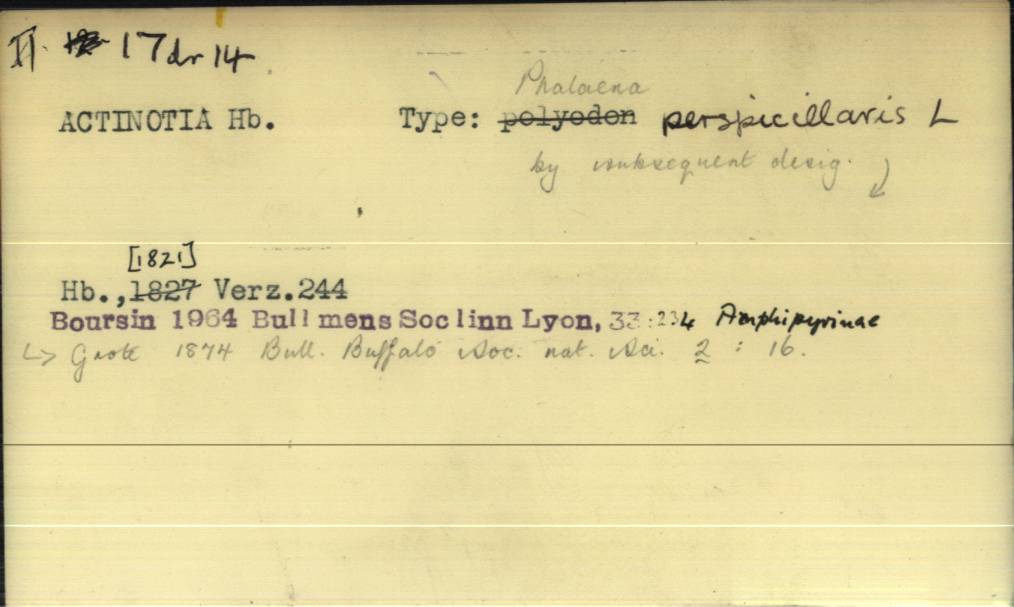 II. 17 dr 14
Phalaena
ACTINOTIA Hb. Type: polyodon perspicillaris L
by subsequent desig.
[1821]
Hb.,1827 Verz.244
Boursin 1964 Bull mens Soc linn Lyon, 33:234 Amphipyrinae
↳ Grote 1874 Bull. Buffalo Soc. nat. Sci. 2 : 16.